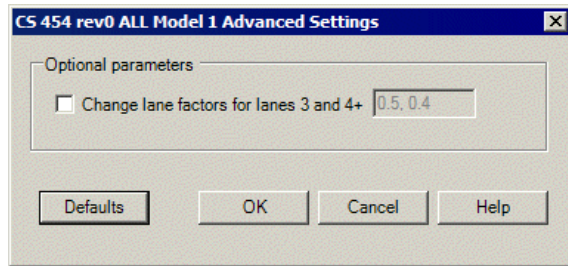 CS 454 rev0 ALL Model 1 Advanced Settings
Optional parameters
Change lane factors for lanes 3 and 4+ 0.5, 0.4
Defaults OK Cancel Help